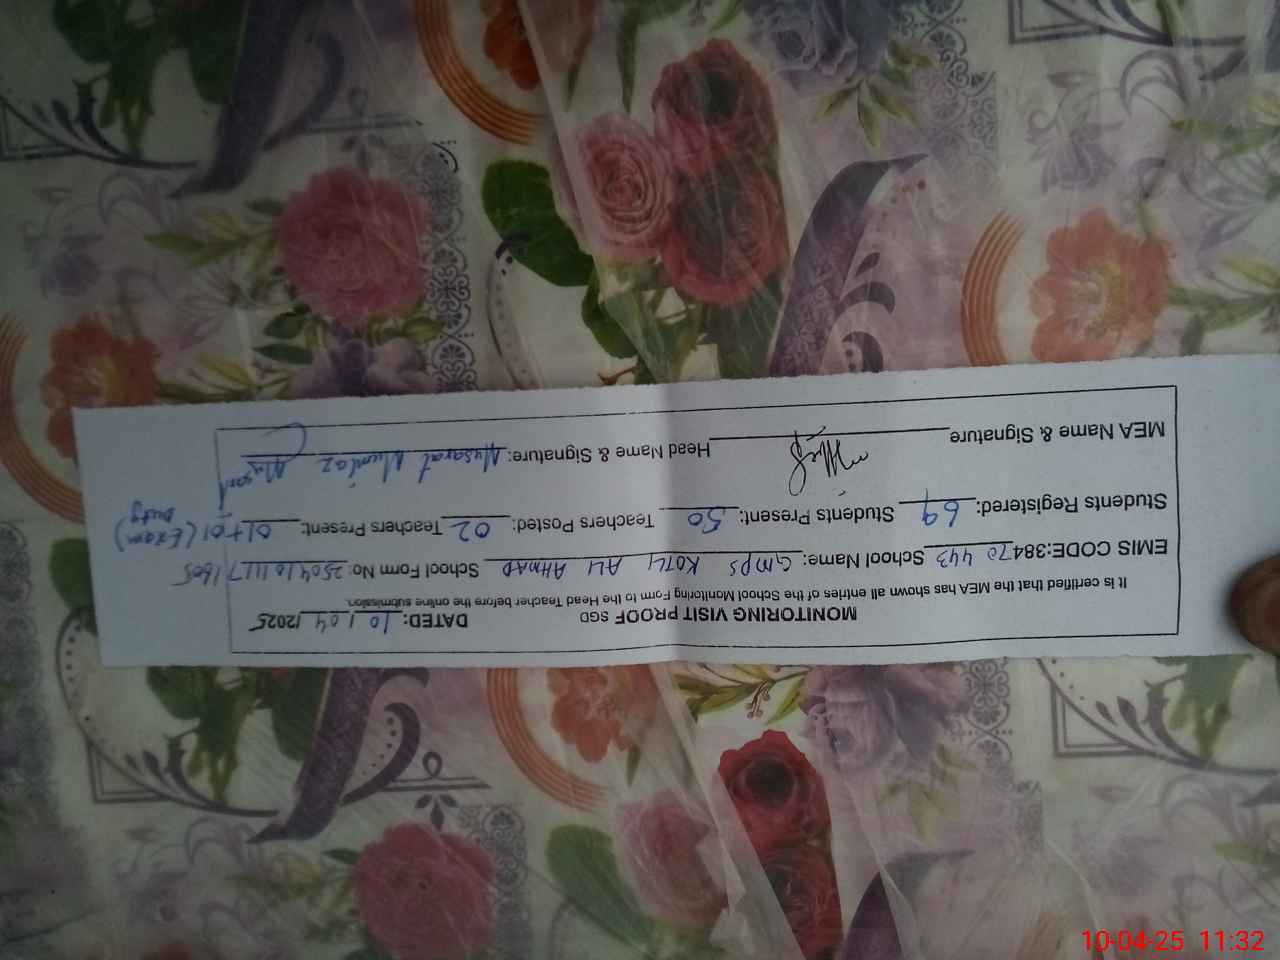 MONITORING VISIT PROOF SGD DATED: 10/04/2025
It is certified that the MEA has shown all entries of the School Monitoring Form to the Head Teacher before the online submission.
EMIS CODE:38470443 School Name: GMPS KOTLY ALI AHMAD School Form No: 25041011171605
Students Registered: 69 Students Present: 50 Teachers Posted: 02 Teachers Present: 01+01 (Exam Duty)
MEA Name & Signature Head Name & Signature: Nusarat Mumtaz
10-04-25 11:32